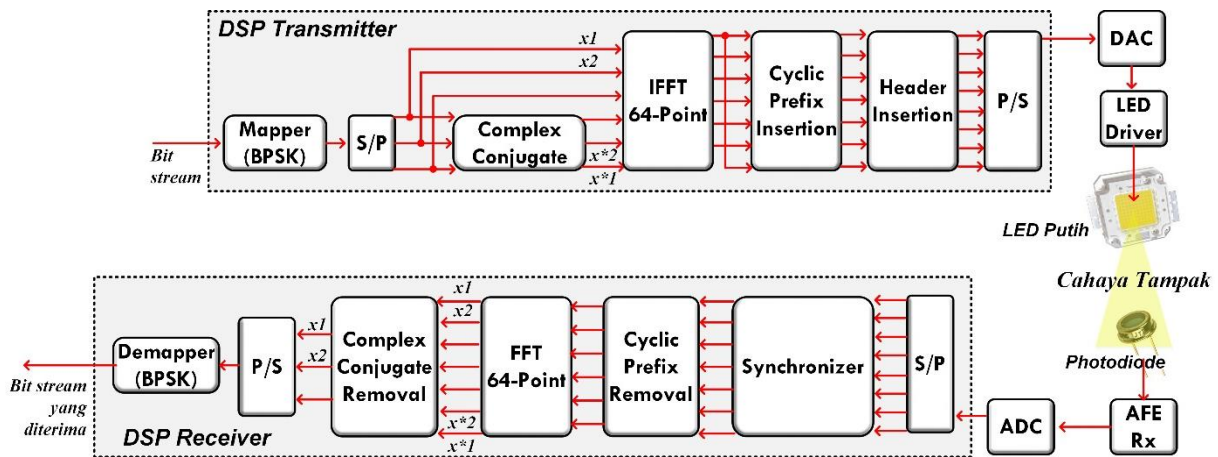 DSP Transmitter
x1
x2
Bit
stream
Mapper
(BPSK)
S/P
Complex
Conjugate
x*2
x*1
IFFT
64-Point
Cyclic
Prefix
Insertion
Header
Insertion
P/S
DAC
LED
Driver
LED Putih
Cahaya Tampak
Photodiode
AFE
Rx
ADC
S/P
Synchronizer
Cyclic
Prefix
Removal
FFT
64-Point
x1
x2
x*2
x*1
Complex
Conjugate
Removal
x1
x2
P/S
Demapper
(BPSK)
Bit stream
yang
diterima
DSP Receiver